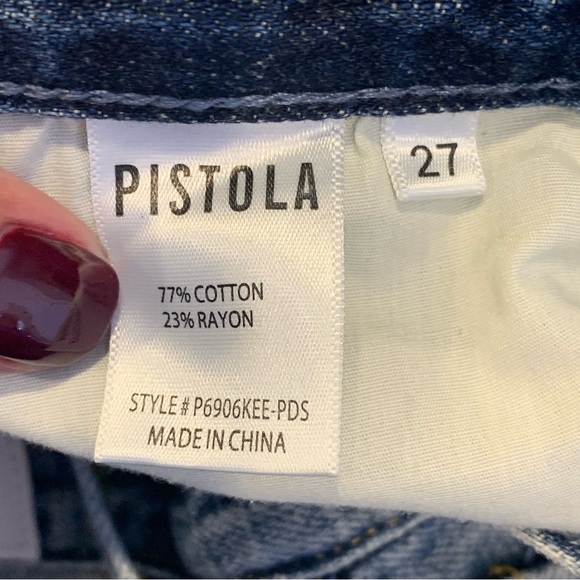 PISTOLA
27
77% COTTON
23% RAYON
STYLE # P6906KEE-PDS
MADE IN CHINA